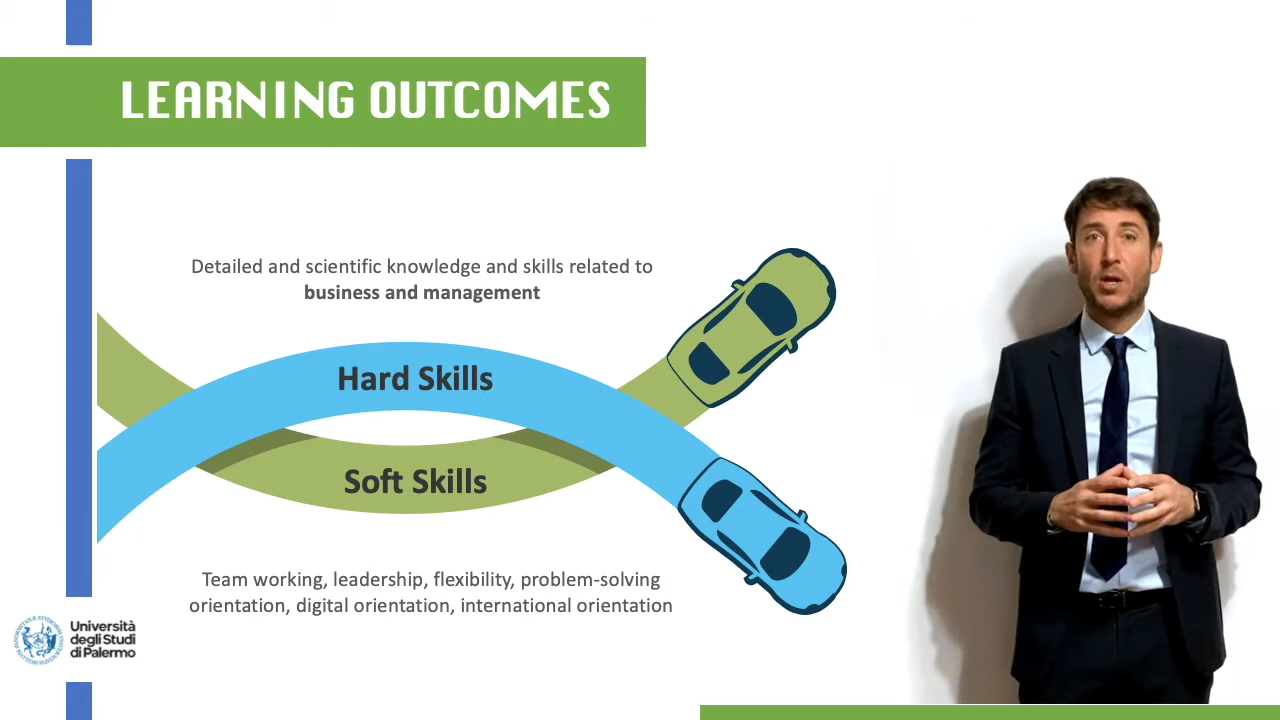 LEARNING OUTCOMES
Detailed and scientific knowledge and skills related to
business and management
Hard Skills
Soft Skills
Team working, leadership, flexibility, problem-solving
orientation, digital orientation, international orientation
Università
degli Studi
di Palermo